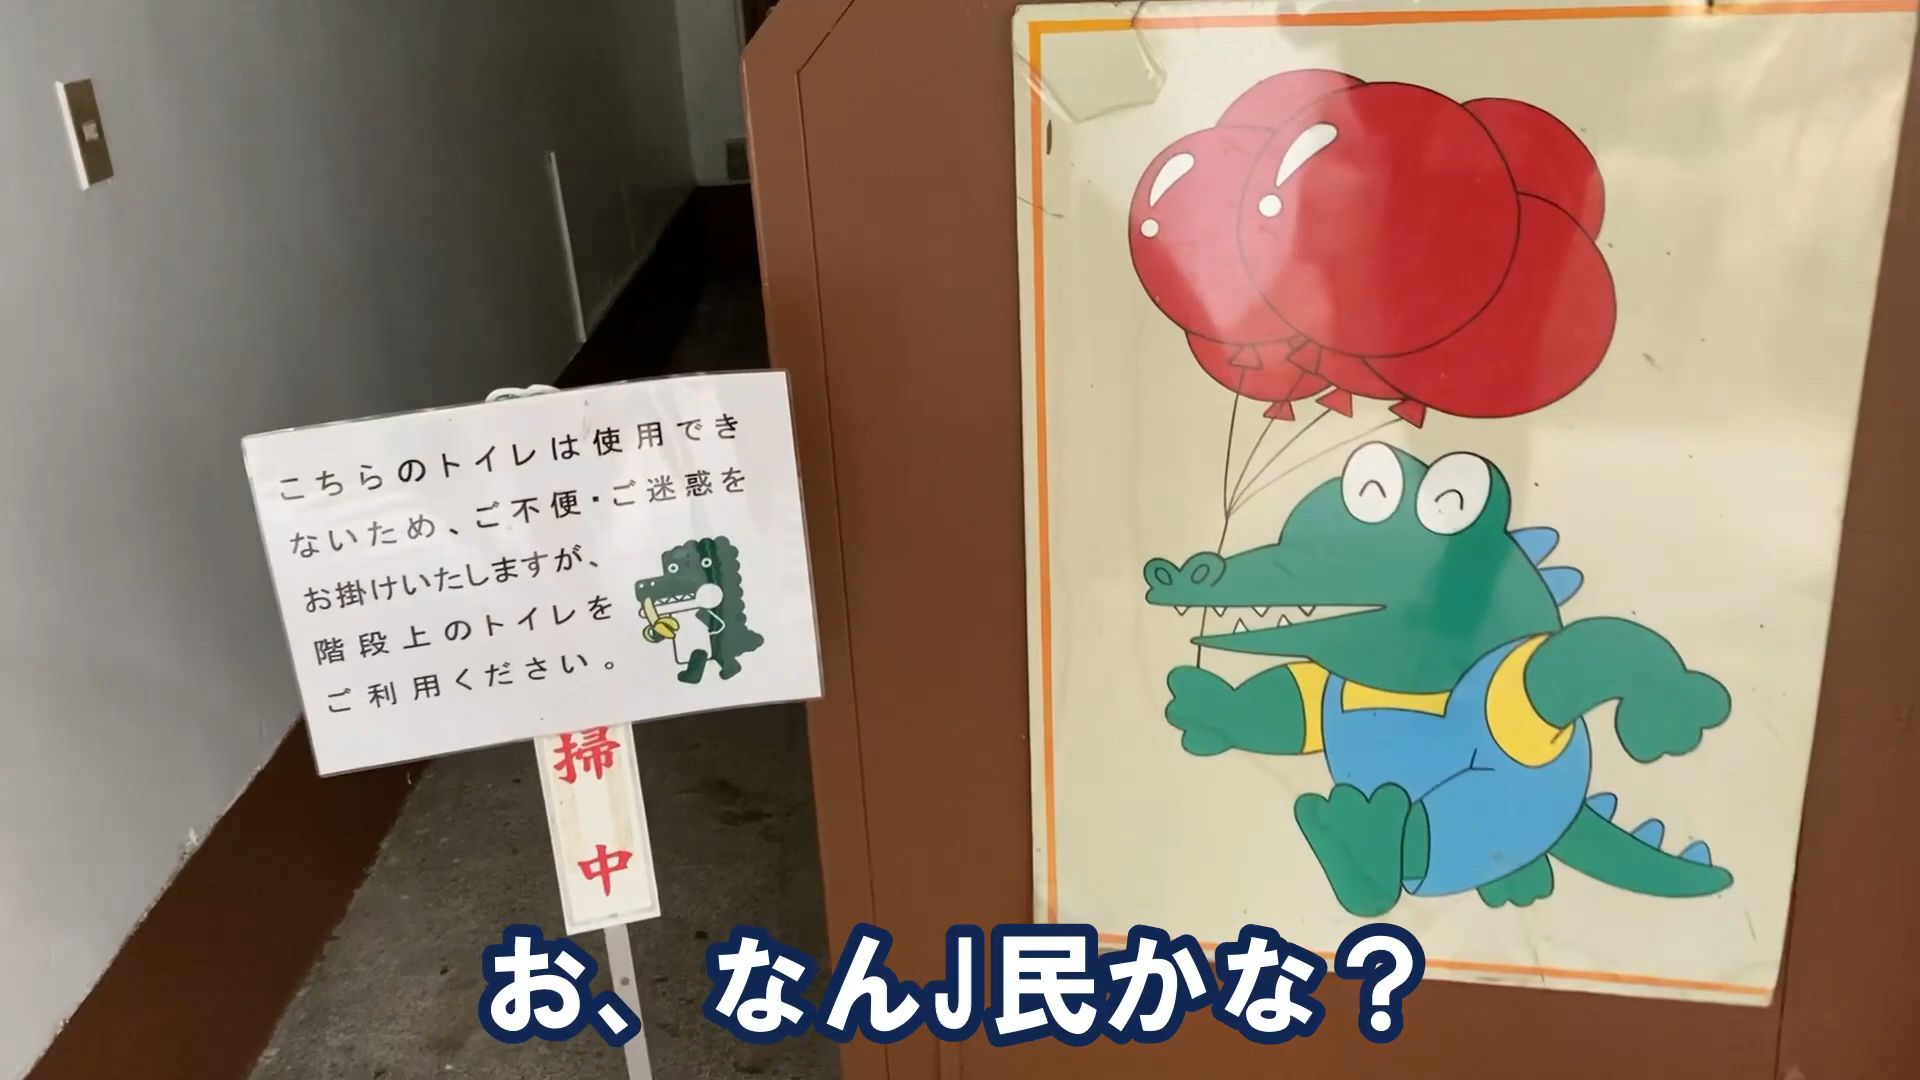 こちらのトイレは使用でき
ないため、ご不便・ご迷惑を
お掛けいたしますが、
階段上のトイレを
ご利用ください。
掃
中
お、なんJ民かな？